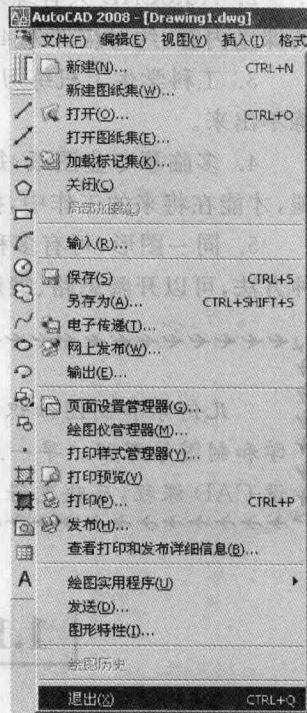 AutoCAD 2008 - [Drawing1.dwg]
文件(F) 编辑(E) 视图(V) 插入(I) 格式
新建(N)... CTRL+N
新建图纸集(W)...
打开(O)... CTRL+O
打开图纸集(E)...
加载标记集(K)...
关闭(C)
局部加载(L)
输入(R)...
保存(S) CTRL+S
另存为(A)... CTRL+SHIFT+S
电子传递(T)...
网上发布(W)...
输出(E)...
页面设置管理器(G)...
绘图仪管理器(M)...
打印样式管理器(Y)...
打印预览(V)
打印(P)... CTRL+P
发布(H)...
查看打印和发布详细信息(B)...
绘图实用程序(U)
发送(D)...
图形特性(I)...
绘图历史
退出(X) CTRL+Q
A